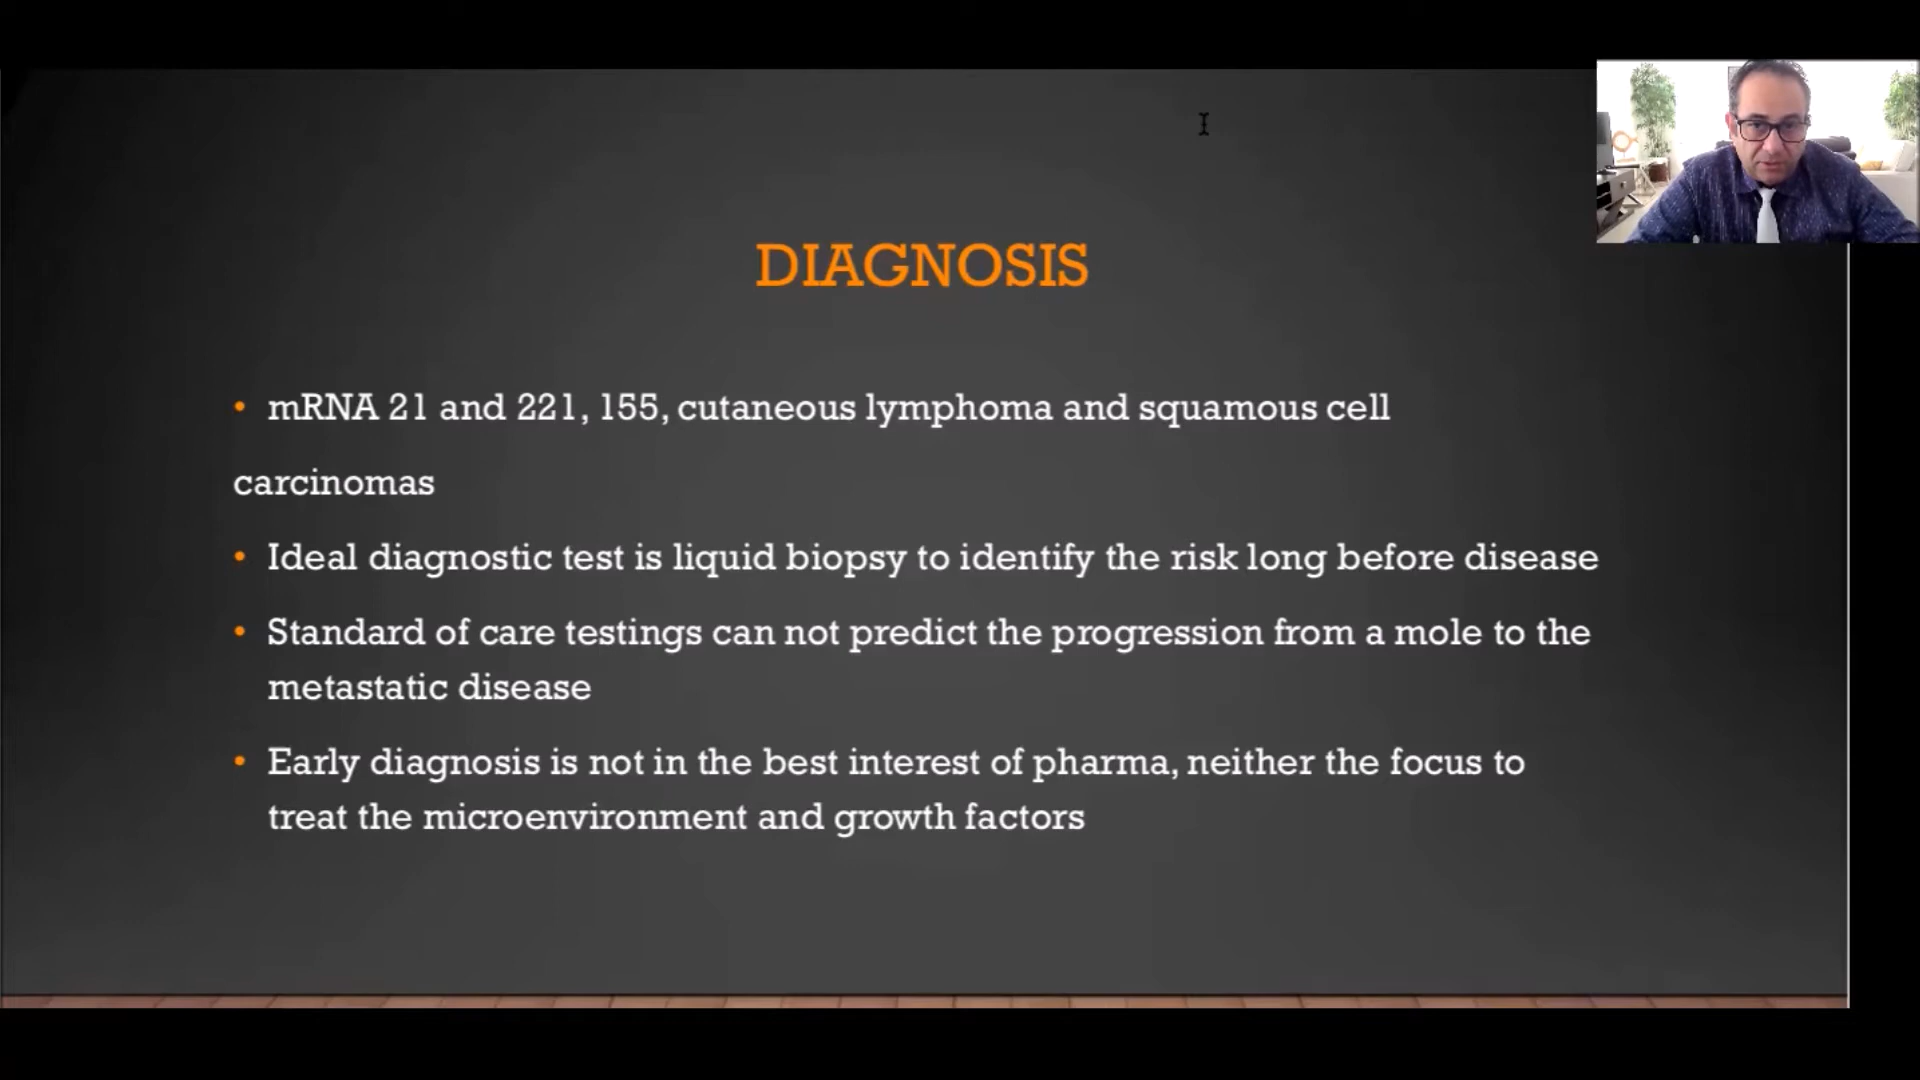 DIAGNOSIS
• mRNA 21 and 221, 155, cutaneous lymphoma and squamous cell
carcinomas
• Ideal diagnostic test is liquid biopsy to identify the risk long before disease
• Standard of care testings can not predict the progression from a mole to the
metastatic disease
• Early diagnosis is not in the best interest of pharma, neither the focus to
treat the microenvironment and growth factors